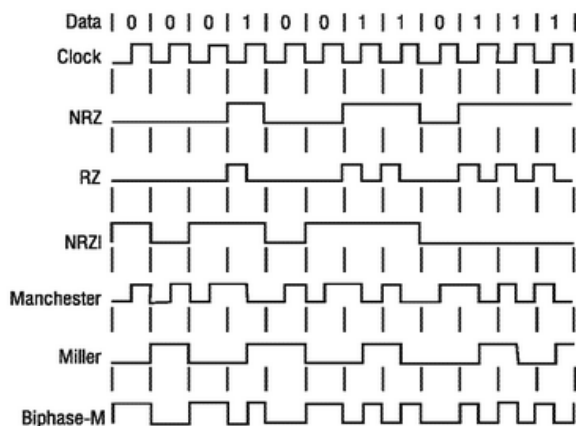 Data | 0 | 0 | 0 | 1 | 0 | 0 | 1 | 1 | 0 | 1 | 1 | 1 |
Clock
NRZ
RZ
NRZI
Manchester
Miller
Biphase-M